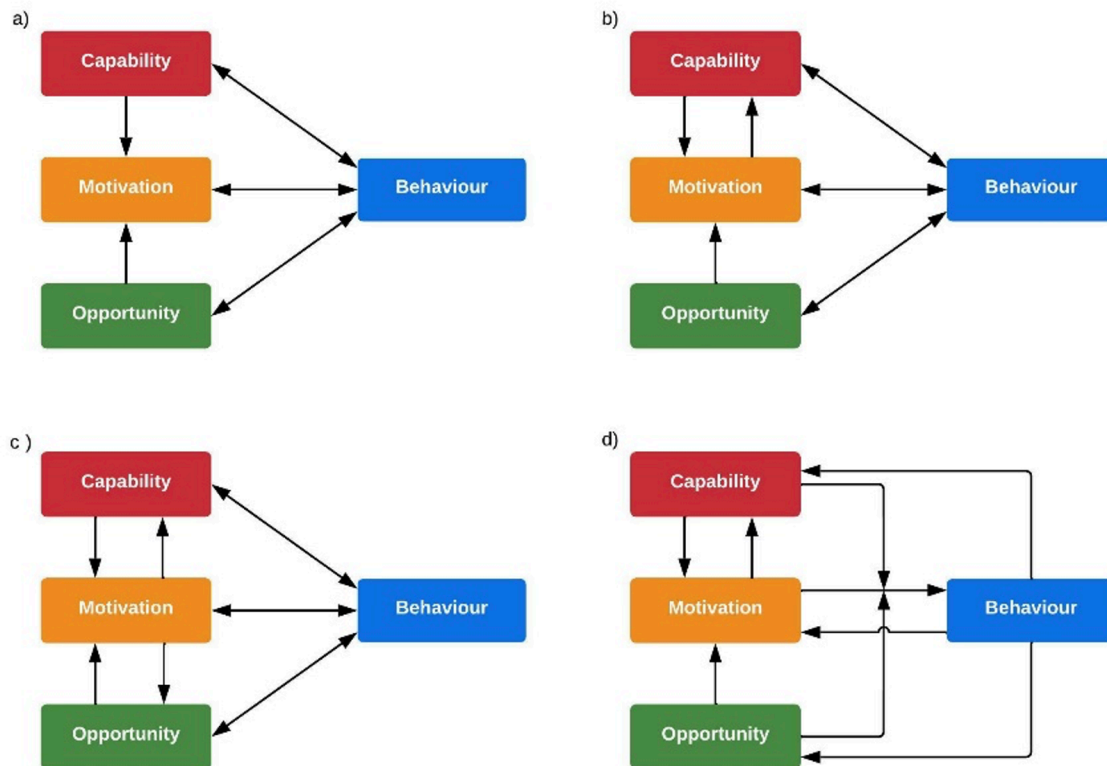 a)
Capability
Motivation
Behaviour
Opportunity
b)
Capability
Motivation
Behaviour
Opportunity
c )
Capability
Motivation
Behaviour
Opportunity
d)
Capability
Motivation
Behaviour
Opportunity